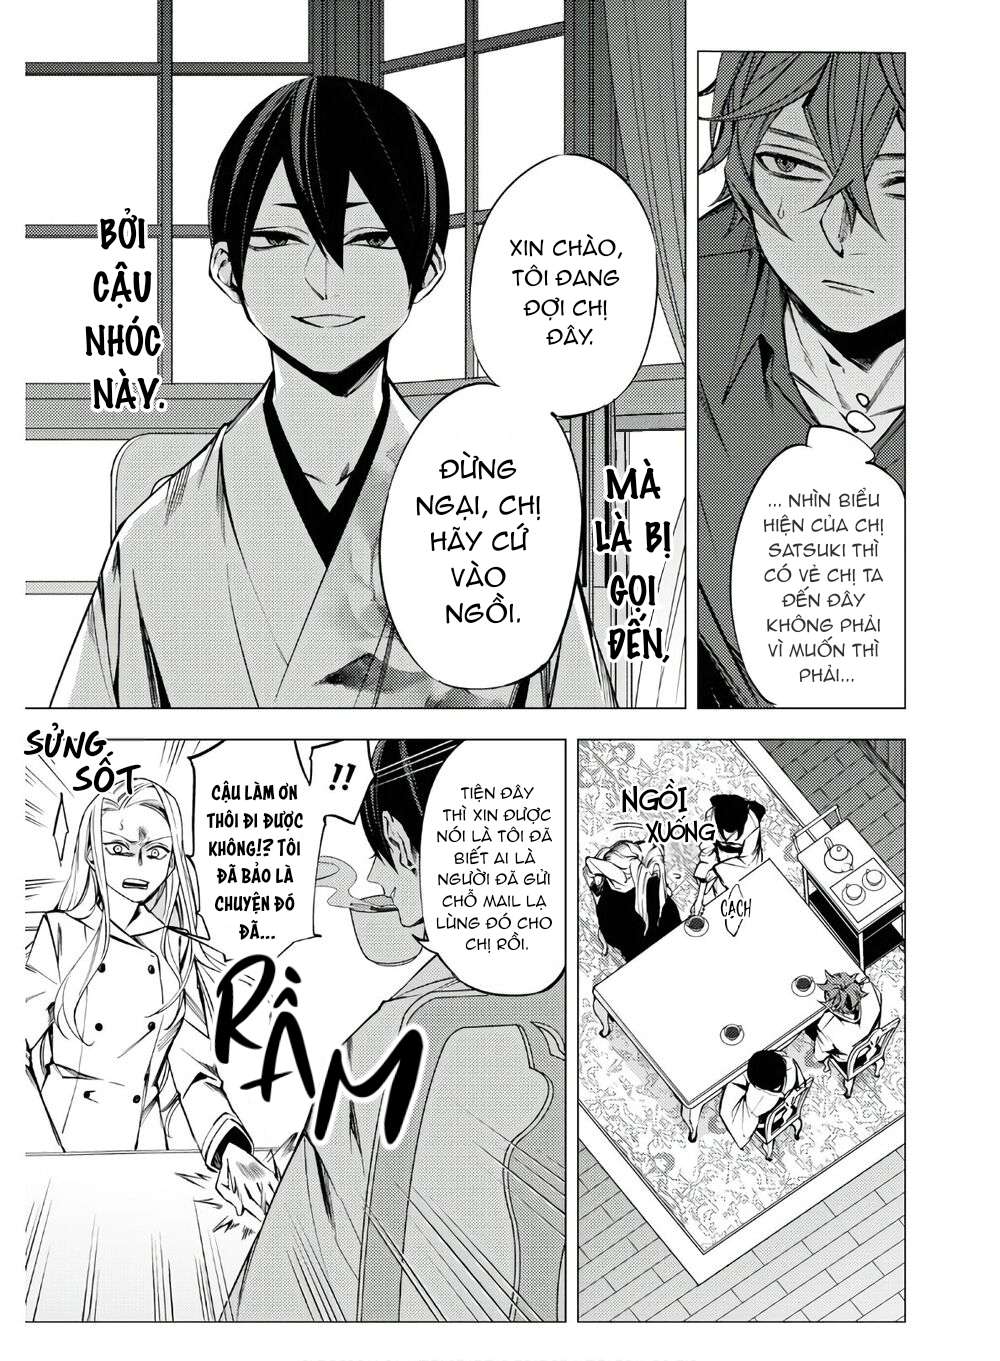 ... NHÌN BIỂU
HIỆN CỦA CHỊ
SATSUKI THÌ
CÓ VẺ CHỊ TA
ĐẾN ĐÂY
KHÔNG PHẢI
VÌ MUỐN THÌ
PHẢI...
MÀ
LÀ BỊ
GỌI
ĐẾN,
XIN CHÀO,
TÔI ĐANG
ĐỢI CHỊ
ĐÂY.
ĐỪNG
NGẠI, CHỊ
HÃY CỨ
VÀO
NGỒI.
BỞI
CẬU
NHÓC
NÀY.
NGỒI
XUỐNG
CẠCH
TIỆN ĐÂY
THÌ XIN ĐƯỢC
NÓI LÀ TÔI ĐÃ
BIẾT AI LÀ
NGƯỜI ĐÃ GỬI
CHỖ MAIL LẠ
LÙNG ĐÓ CHO
CHỊ RỒI.
!!
CẬU LÀM ƠN
THÔI ĐI ĐƯỢC
KHÔNG!? TÔI
ĐÃ BẢO LÀ
CHUYỆN ĐÓ
ĐÃ...
SỬNG
SỐT
RẦM